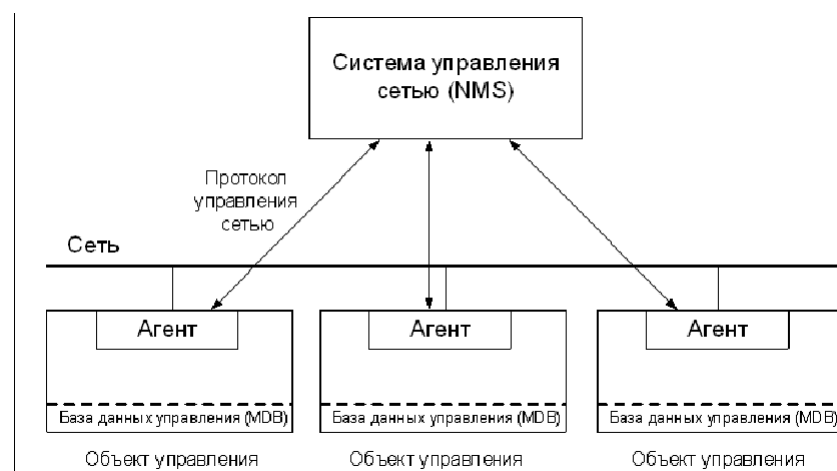 Система управления
сетью (NMS)
Протокол
управления
сетью
Сеть
Агент
Агент
Агент
База данных управления (MDB)
База данных управления (MDB)
База данных управления (MDB)
Объект управления
Объект управления
Объект управления